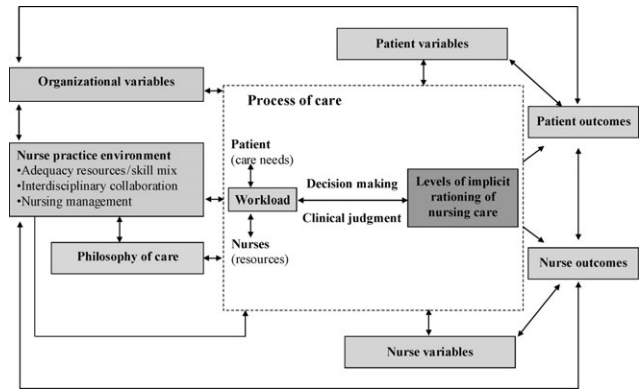 Patient variables
Organizational variables
Process of care
Patient outcomes
Nurse practice environment
•Adequacy resources/skill mix
•Interdisciplinary collaboration
•Nursing management
Patient
(care needs)
Decision making
Workload
Clinical judgment
Levels of implicit
rationing of
nursing care
Nurses
(resources)
Philosophy of care
Nurse outcomes
Nurse variables